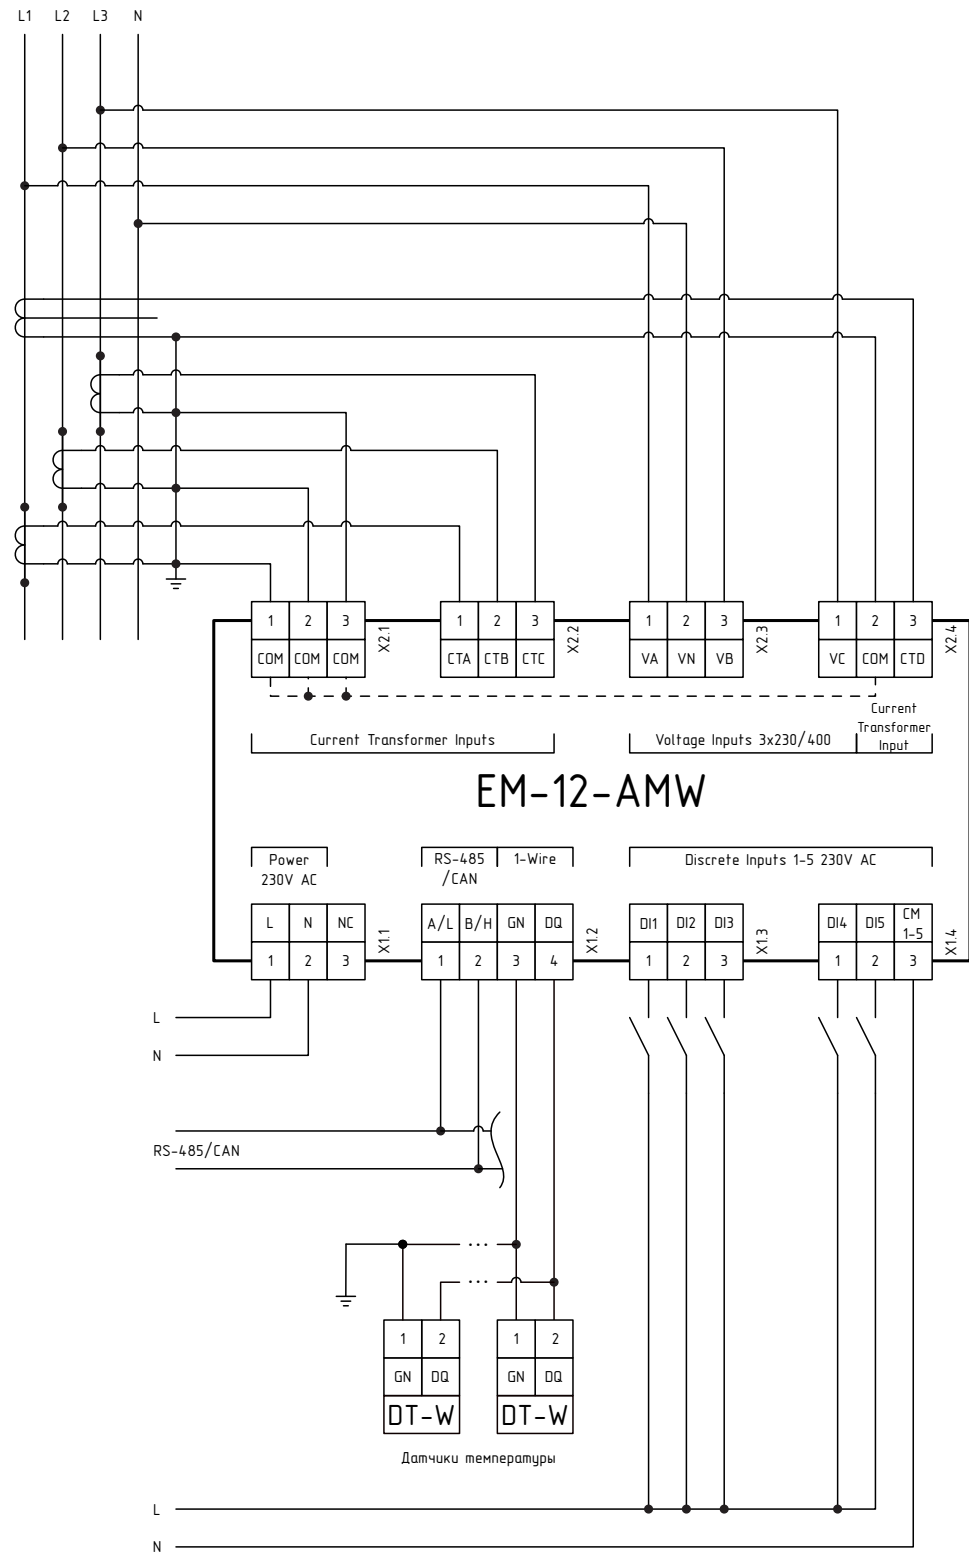 L1 L2 L3 N
1 2 3 X2.1 1 2 3 X2.2 1 2 3 X2.3 1 2 3 X2.4
COM COM COM CTA CTB CTC VA VN VB VC COM CTD
Current Transformer Inputs
Voltage Inputs 3x230/400
Current
Transformer
Input
EM-12-AMW
Power
230V AC
RS-485
/CAN
1-Wire
Discrete Inputs 1-5 230V AC
L N NC A/L B/H GN DQ DI1 DI2 DI3 DI4 DI5 CM
1-5
1 2 3 X1.1 1 2 3 4 X1.2 1 2 3 X1.3 1 2 3 X1.4
L
N
RS-485/CAN
... 
...
1 2 1 2
GN DQ GN DQ
DT-W DT-W
Датчики температуры
L
N